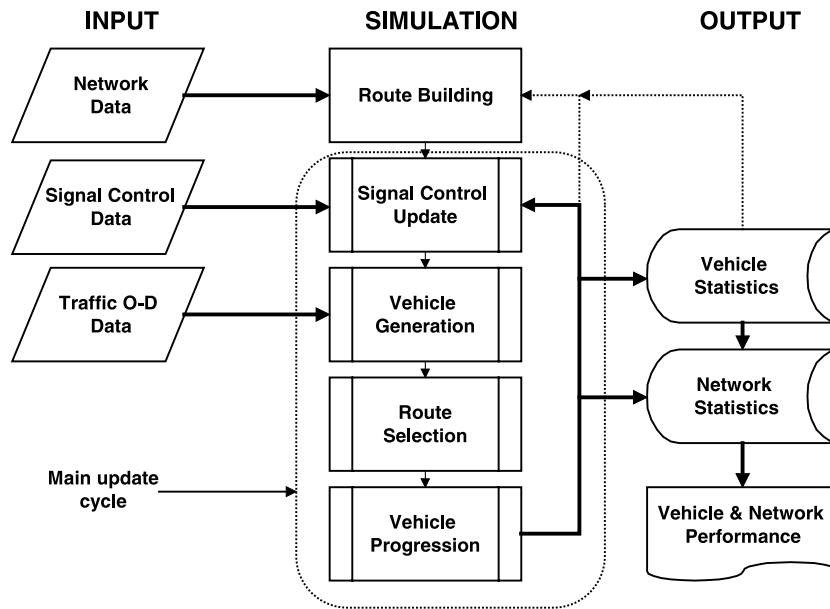 INPUT
SIMULATION
OUTPUT
Network
Data
Route Building
Signal Control
Data
Signal Control
Update
Traffic O-D
Data
Vehicle
Generation
Vehicle
Statistics
Route
Selection
Network
Statistics
Main update
cycle
Vehicle
Progression
Vehicle & Network
Performance